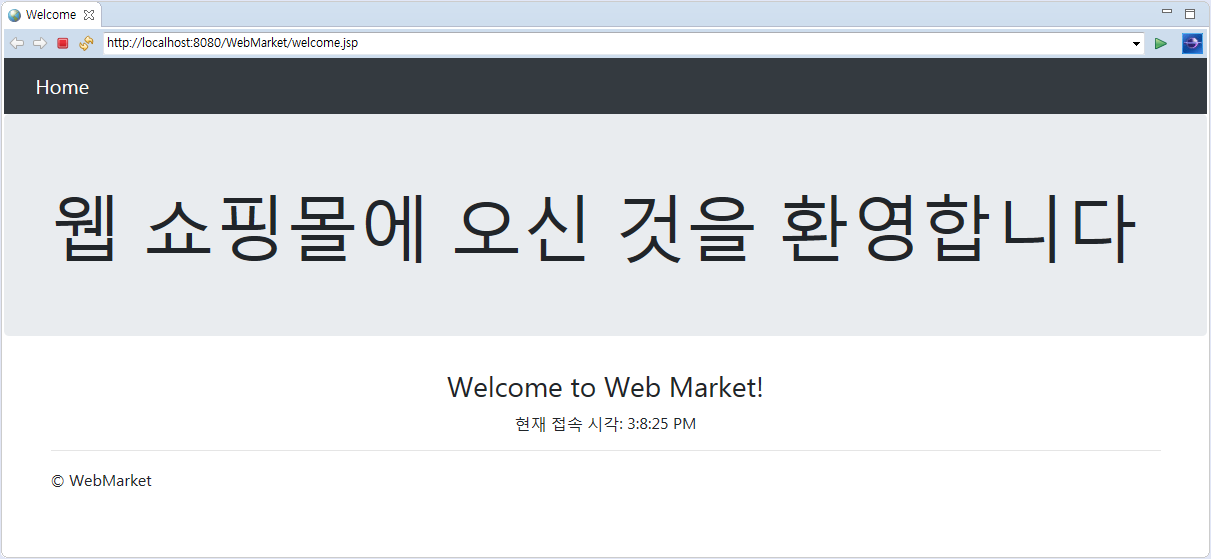 Welcome
http://localhost:8080/WebMarket/welcome.jsp
Home
웹 쇼핑몰에 오신 것을 환영합니다
Welcome to Web Market!
현재 접속 시각: 3:8:25 PM
© WebMarket